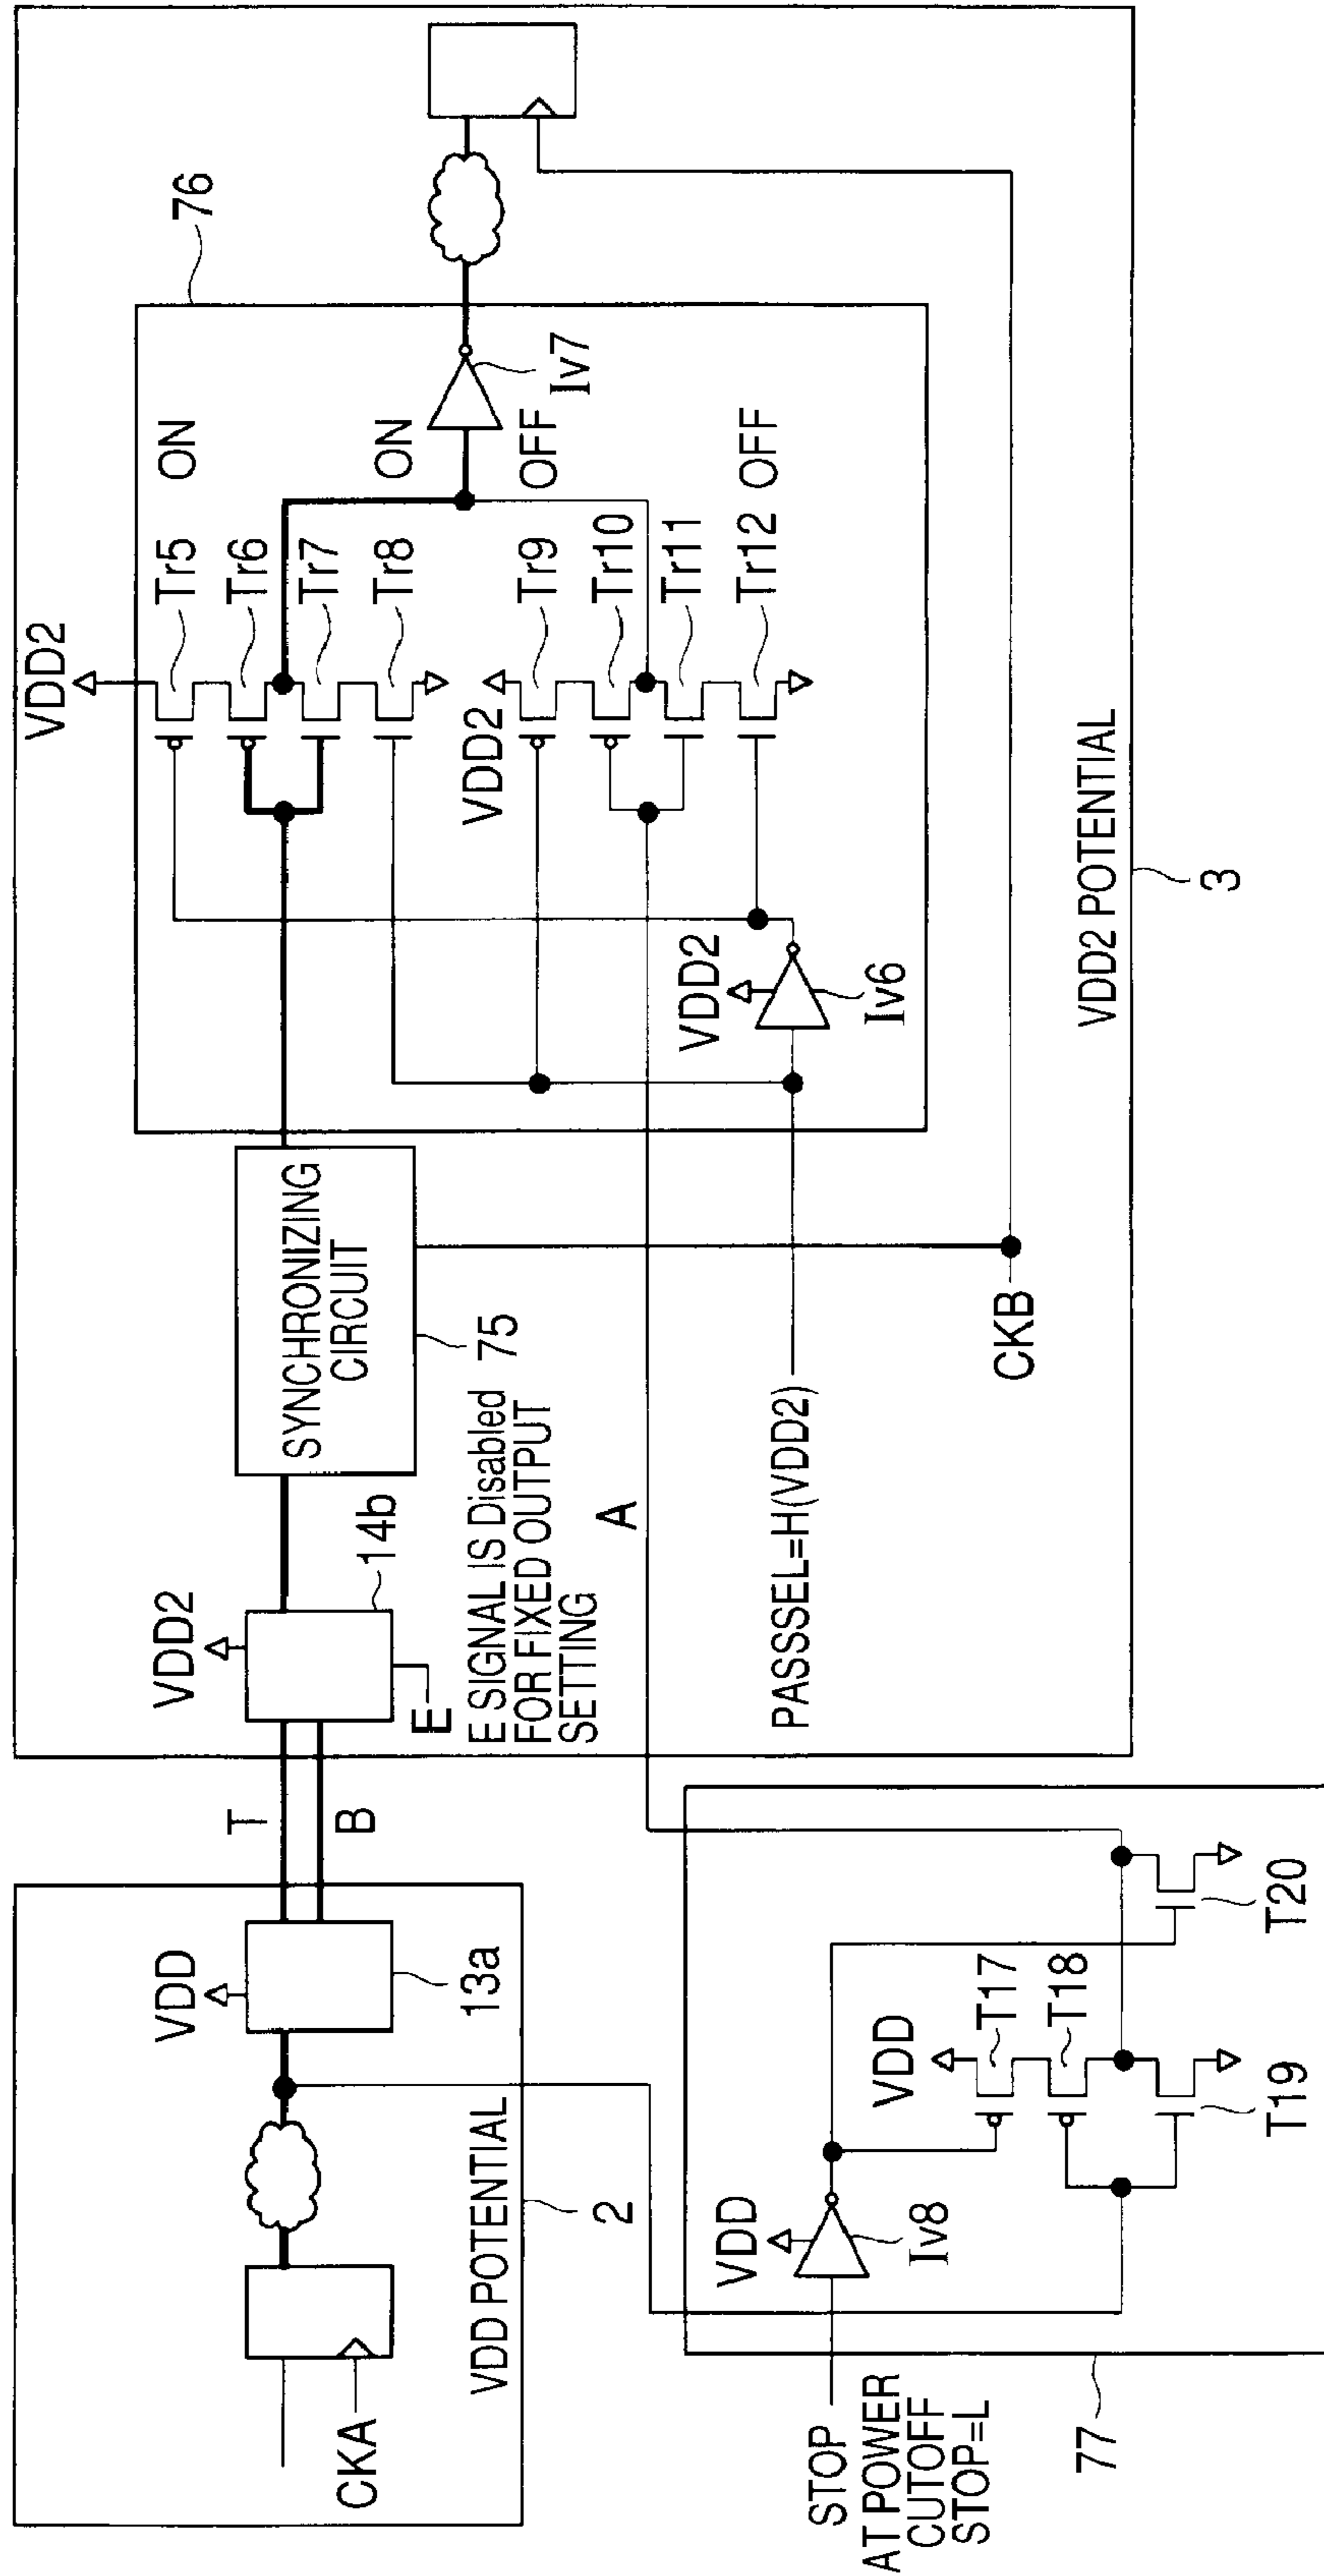 CKA
VDD POTENTIAL
2
VDD
13a
T
B
VDD2
14b
E
E SIGNAL IS Disabled
FOR FIXED OUTPUT
SETTING
SYNCHRONIZING
CIRCUIT
75
A
PASSSEL=H(VDD2)
CKB
VDD2
Tr5
ON
Tr6
Tr7
Tr8
ON
VDD2
Tr9
OFF
Tr10
Tr11
Tr12
OFF
VDD2
Iv6
Iv7
76
VDD2 POTENTIAL
3
STOP
AT POWER
CUTOFF
STOP=L
VDD
Iv8
VDD
T17
T18
T19
T20
77